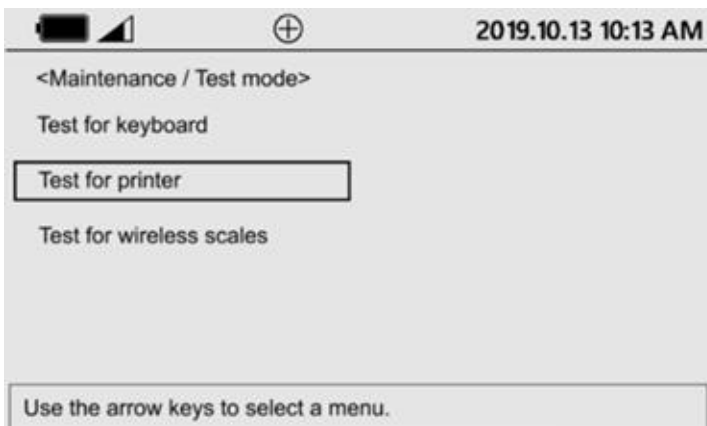 2019.10.13 10:13 AM
<Maintenance / Test mode>
Test for keyboard
Test for printer
Test for wireless scales
Use the arrow keys to select a menu.